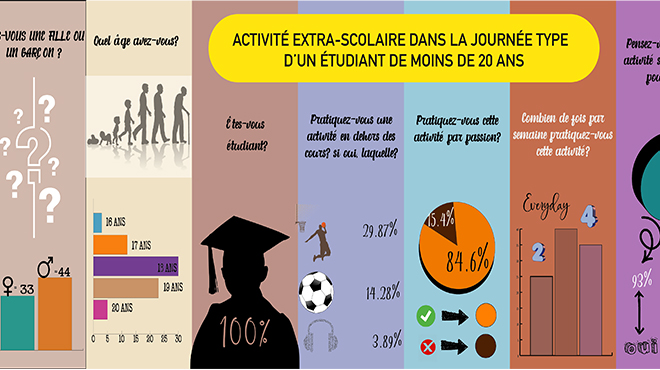 ACTIVITÉ EXTRA-SCOLAIRE DANS LA JOURNÉE TYPE
D'UN ÉTUDIANT DE MOINS DE 20 ANS
-VOUS UNE FILLE OU
UN GARÇON ?
? ? ? ? ? ?
♀= 33
♂=44
Quel âge avez-vous?
16 ANS
17 ANS
18 ANS
19 ANS
20 ANS
0 5 10 15 20 25 30
Êtes-vous
étudiant?
100%
Pratiquez-vous une
activité en dehors des
cours? si oui, laquelle?
29.87%
14.28%
3.89%
Pratiquez-vous cette
activité par passion?
15.4%
84.6%
Combien de fois par
semaine pratiquez-vous
cette activité?
Everyday
2
4
Pensez-v
activité s
pou
93%
oui